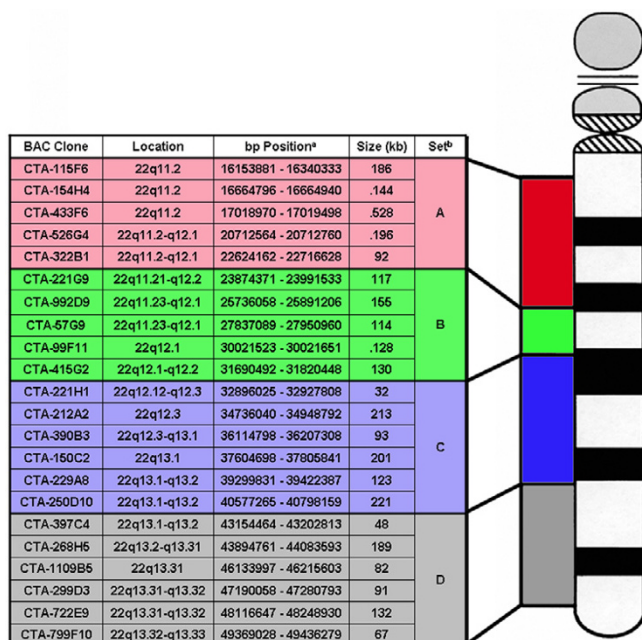 BAC Clone Location bp Positionᵃ Size (kb) Setᵇ
CTA-115F6 22q11.2 16153881 - 16340333 186
CTA-154H4 22q11.2 16664796 - 16664940 .144
CTA-433F6 22q11.2 17018970 - 17019498 .528 A
CTA-526G4 22q11.2-q12.1 20712564 - 20712760 .196
CTA-322B1 22q11.2-q12.1 22624162 - 22716628 92
CTA-221G9 22q11.21-q12.2 23874371 - 23991533 117
CTA-992D9 22q11.23-q12.1 25736058 - 25891206 155
CTA-57G9 22q11.23-q12.1 27837089 - 27950960 114 B
CTA-99F11 22q12.1 30021523 - 30021651 .128
CTA-415G2 22q12.1-q12.2 31690492 - 31820448 130
CTA-221H1 22q12.12-q12.3 32896025 - 32927808 32
CTA-212A2 22q12.3 34736040 - 34948792 213
CTA-390B3 22q12.3-q13.1 36114798 - 36207308 93 C
CTA-150C2 22q13.1 37604698 - 37805841 201
CTA-229A8 22q13.1-q13.2 39299831 - 39422387 123
CTA-250D10 22q13.1-q13.2 40577265 - 40798159 221
CTA-397C4 22q13.1-q13.2 43154464 - 43202813 48
CTA-268H5 22q13.2-q13.31 43894761 - 44083593 189
CTA-1109B5 22q13.31 46133997 - 46215603 82 D
CTA-299D3 22q13.31-q13.32 47190058 - 47280793 91
CTA-722E9 22q13.31-q13.32 48116647 - 48248930 132
CTA-799F10 22q13.32-q13.33 49369028 - 49436279 67